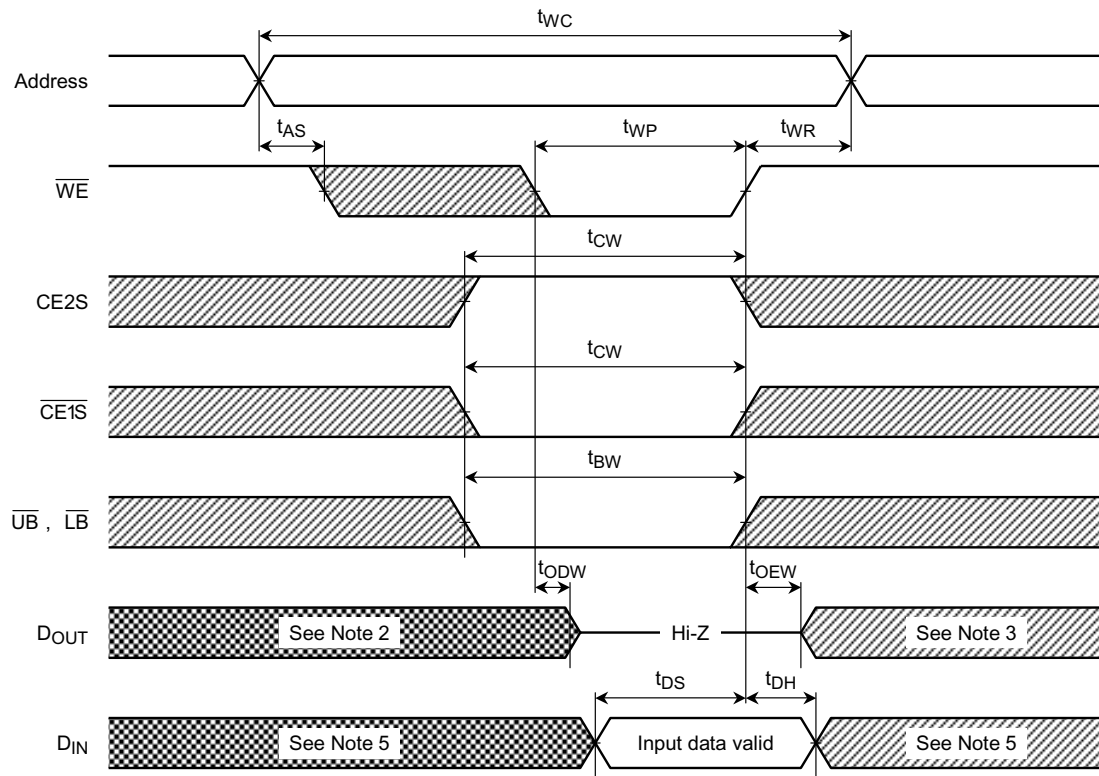 tWC
Address
tAS
tWP
tWR
WE
tCW
CE2S
tCW
CE1S
tBW
UB , LB
tODW
tOEW
DOUT
See Note 2
Hi-Z
See Note 3
tDS
tDH
DIN
See Note 5
Input data valid
See Note 5